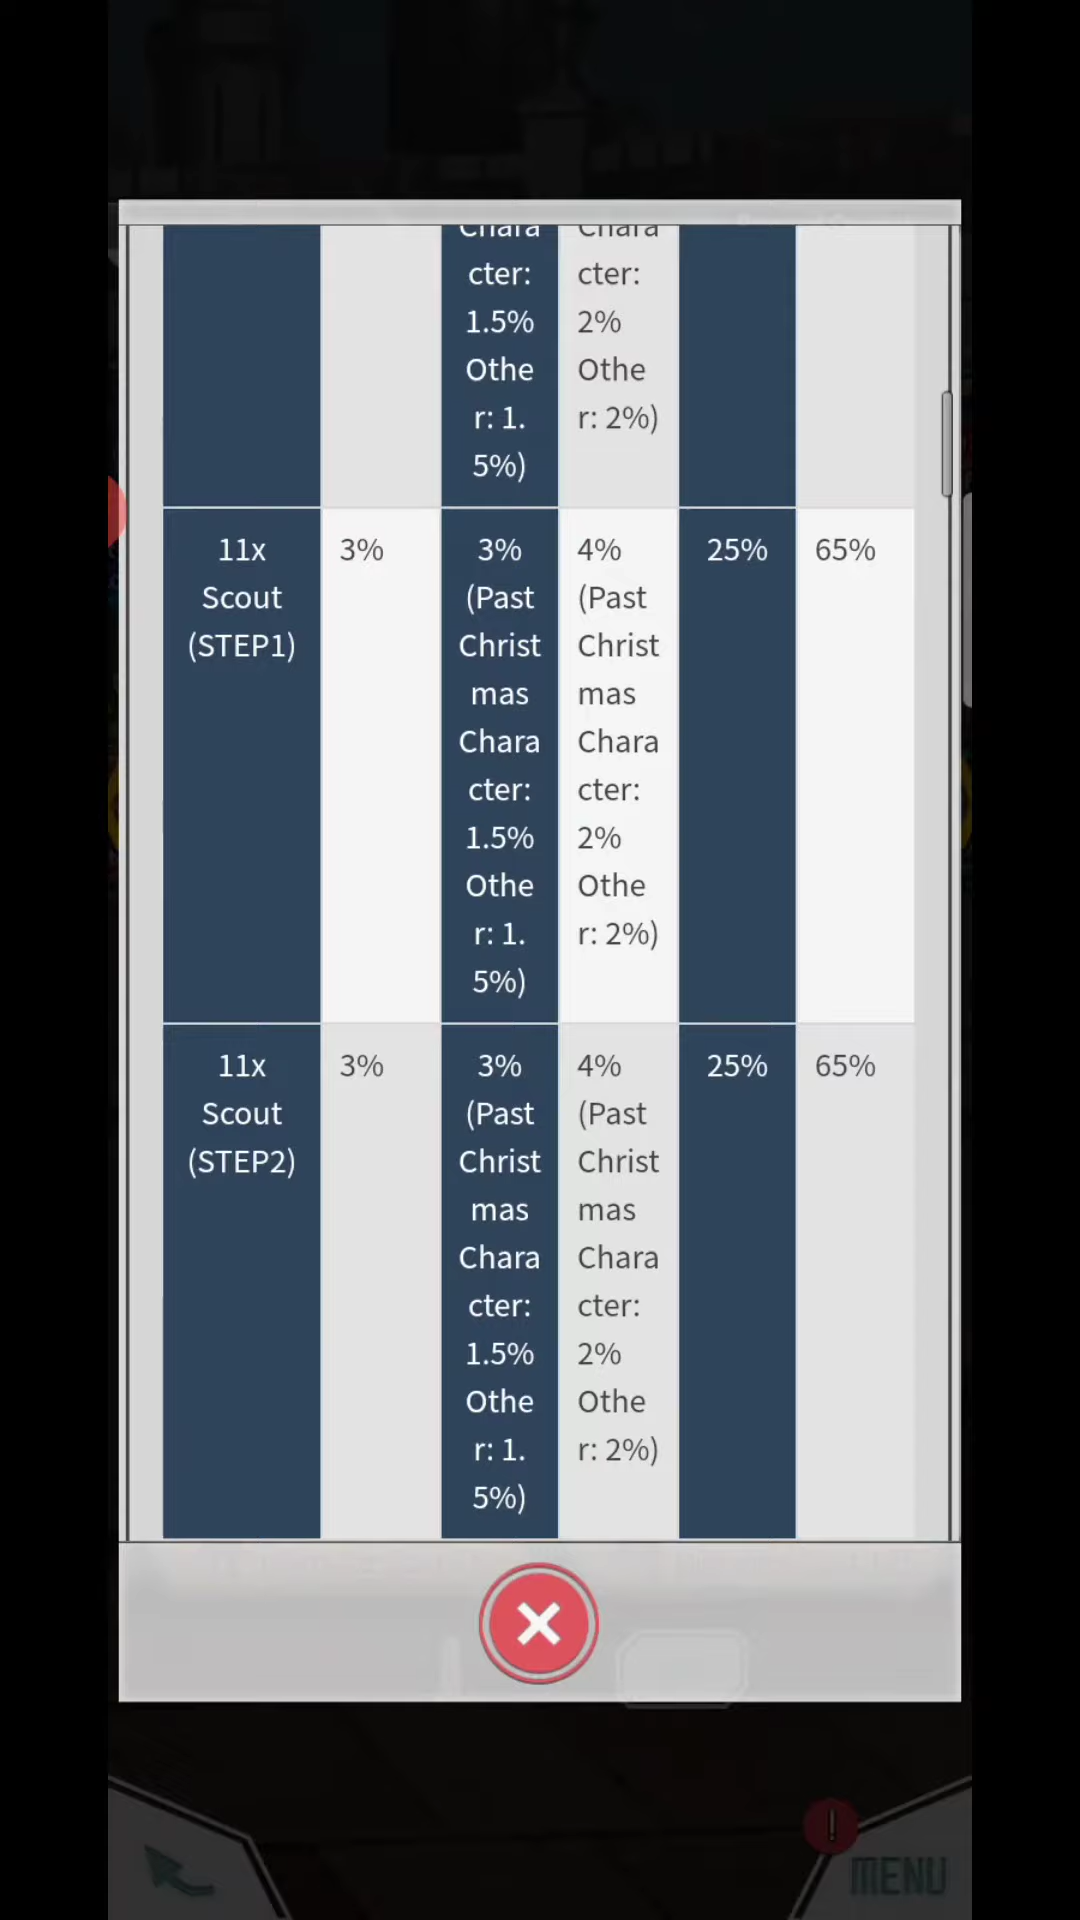 Chara
cter:
1.5%
Othe
r: 1.
5%)
Chara
cter:
2%
Othe
r: 2%)
11x
Scout
(STEP1)
3%
3%
(Past
Christ
mas
Chara
cter:
1.5%
Othe
r: 1.
5%)
4%
(Past
Christ
mas
Chara
cter:
2%
Othe
r: 2%)
25%
65%
11x
Scout
(STEP2)
3%
3%
(Past
Christ
mas
Chara
cter:
1.5%
Othe
r: 1.
5%)
4%
(Past
Christ
mas
Chara
cter:
2%
Othe
r: 2%)
25%
65%
!
MENU